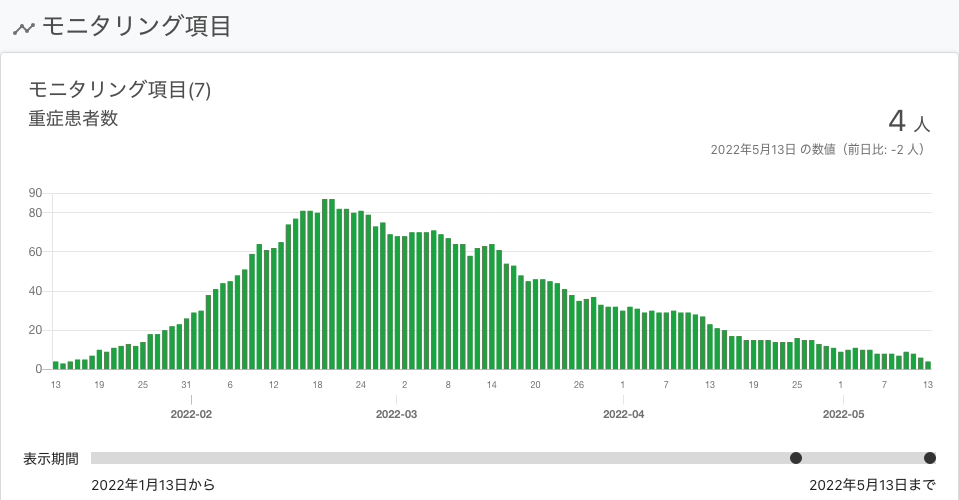 モニタリング項目
モニタリング項目(7)
重症患者数
4 人
2022年5月13日 の数値（前日比: -2 人）
90
80
60
40
20
0
13 19 25 31 6 12 18 24 2 8 14 20 26 1 7 13 19 25 1 7 13
2022-02 2022-03 2022-04 2022-05
表示期間
2022年1月13日から 2022年5月13日まで